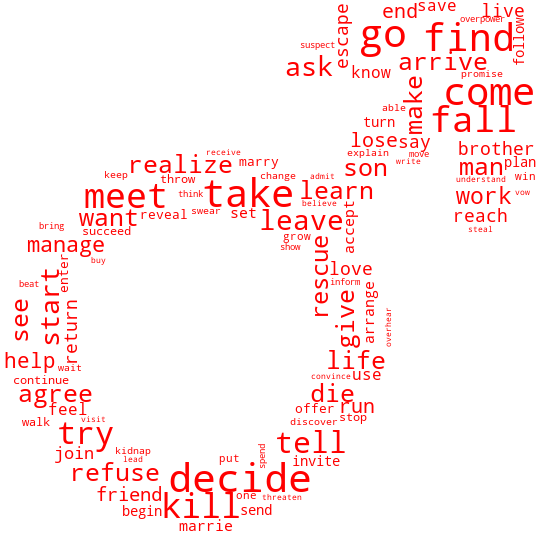 save
overpower
end
live
escape
go
find
follow
suspect
ask
know
arrive
promise
make
come
able
fall
turn
lose
say
brother
explain
move
write
man
plan
understand
win
receive
realize
marry
son
keep
throw
think
change
admit
learn
work
vow
meet
take
believe
want
reveal
swear
set
leave
accept
reach
steal
bring
succeed
grow
manage
buy
show
rescue
love
enter
beat
start
see
return
inform
give
arrange
overhear
help
wait
life
continue
convince
use
agree
die
feel
offer
run
walk
visit
discover
stop
try
tell
join
kidnap
lead
put
spend
invite
refuse
decide
friend
kill
one
threaten
begin
send
marrie